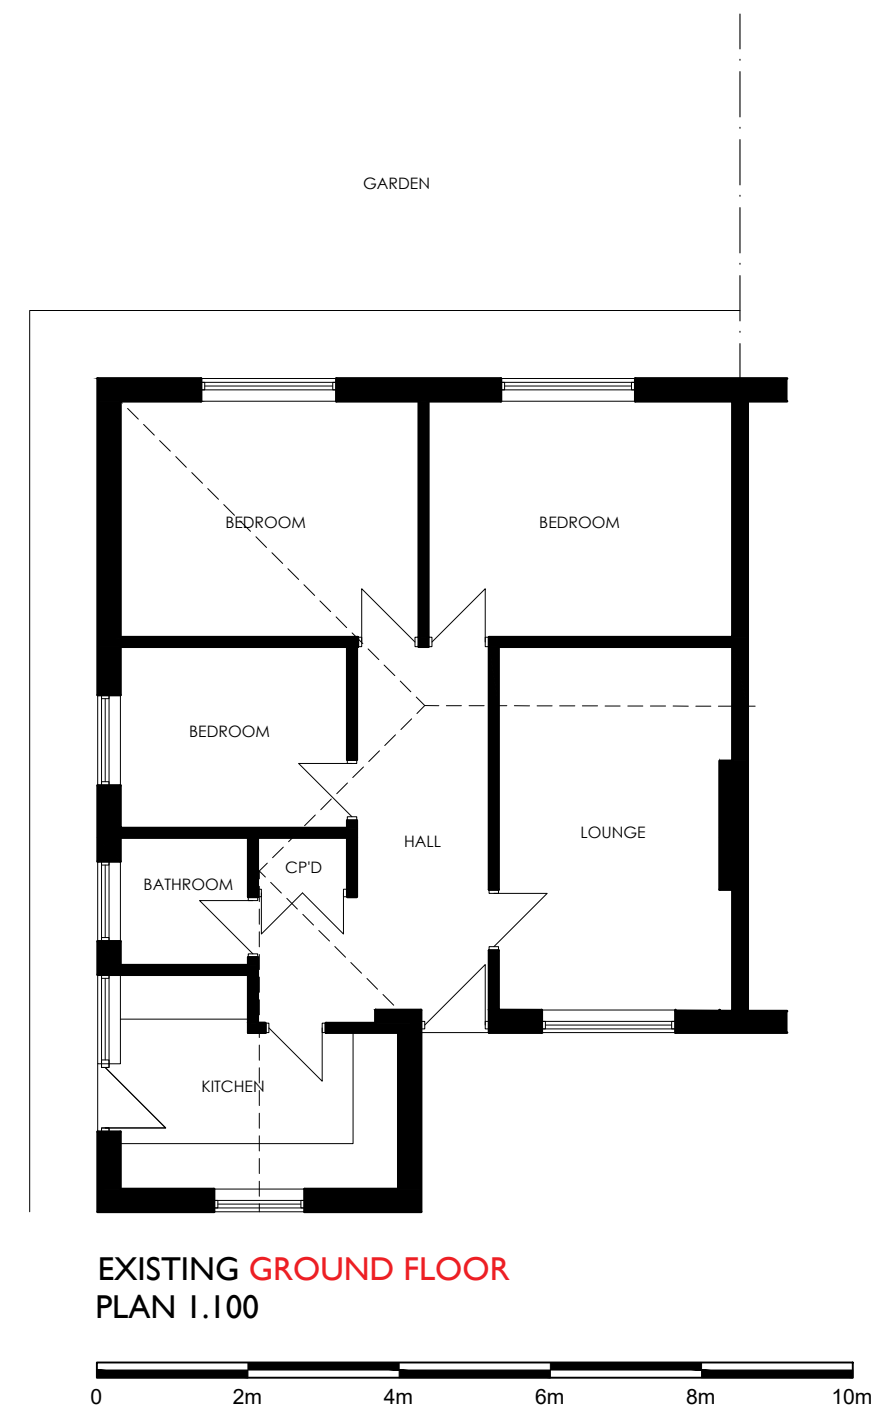 GARDEN
BEDROOM
BEDROOM
BEDROOM
HALL
LOUNGE
CP'D
BATHROOM
KITCHEN
EXISTING GROUND FLOOR
PLAN 1.100
0 2m 4m 6m 8m 10m